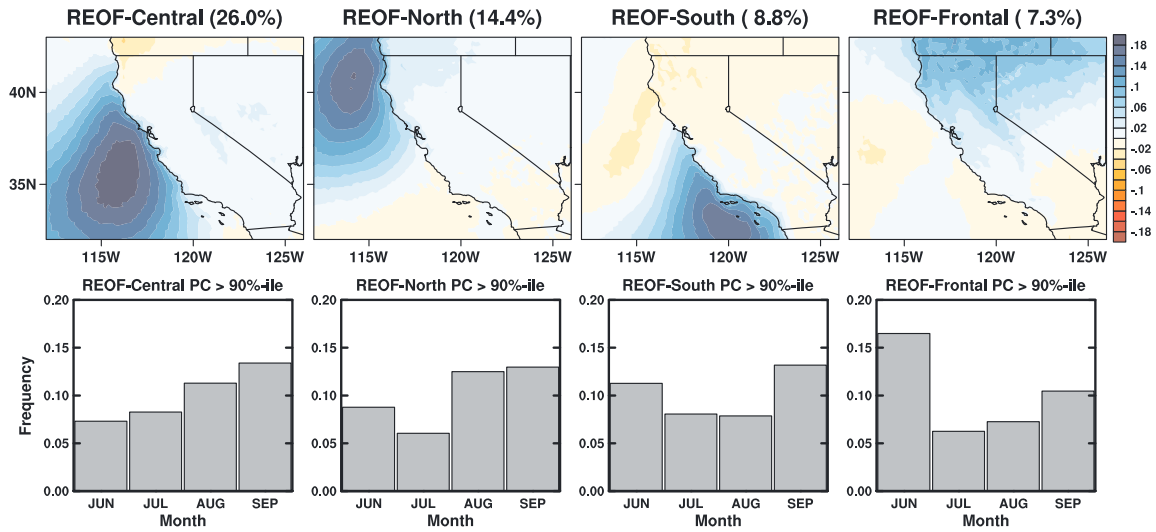 REOF-Central (26.0%) REOF-North (14.4%) REOF-South ( 8.8%) REOF-Frontal ( 7.3%)
40N
35N
115W 120W 125W 115W 120W 125W 115W 120W 125W 115W 120W 125W
.18
.14
.1
.06
.02
-.02
-.06
-.1
-.14
-.18
REOF-Central PC > 90%-ile REOF-North PC > 90%-ile REOF-South PC > 90%-ile REOF-Frontal PC > 90%-ile
Frequency
0.20 0.20 0.20 0.20
0.15 0.15 0.15 0.15
0.10 0.10 0.10 0.10
0.05 0.05 0.05 0.05
0.00 0.00 0.00 0.00
JUN JUL AUG SEP JUN JUL AUG SEP JUN JUL AUG SEP JUN JUL AUG SEP
Month Month Month Month